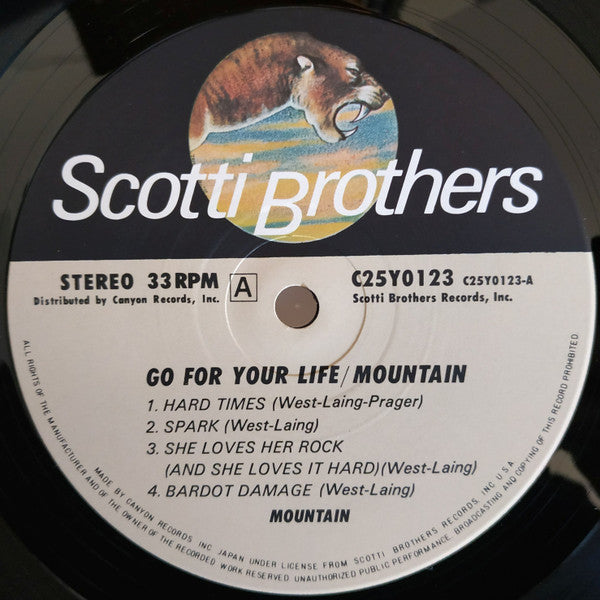 Scotti Brothers
STEREO 33 RPM A C25Y0123 C25Y0123-A
Distributed by Canyon Records, Inc. Scotti Brothers Records, Inc.
GO FOR YOUR LIFE/MOUNTAIN
1. HARD TIMES (West-Laing-Prager)
2. SPARK (West-Laing)
3. SHE LOVES HER ROCK
(AND SHE LOVES IT HARD)(West-Laing)
4. BARDOT DAMAGE (West-Laing)
MOUNTAIN
ALL RIGHTS OF THE MANUFACTURER AND OF THE OWNER OF THE RECORDED WORK RESERVED. UNAUTHORIZED PUBLIC PERFORMANCE BROADCASTING AND COPYING OF THIS RECORD PROHIBITED
MADE BY CANYON RECORDS INC. JAPAN UNDER LICENSE FROM SCOTTI BROTHERS RECORDS, INC. U.S.A.